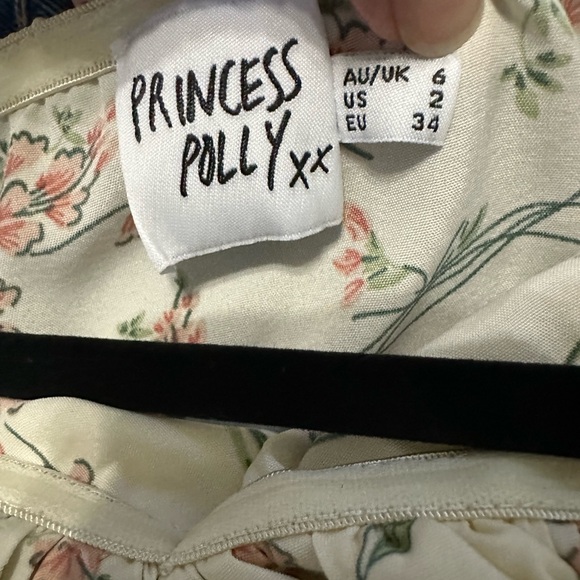 PRINCESS
POLLY xx
AU/UK 6
US 2
EU 34